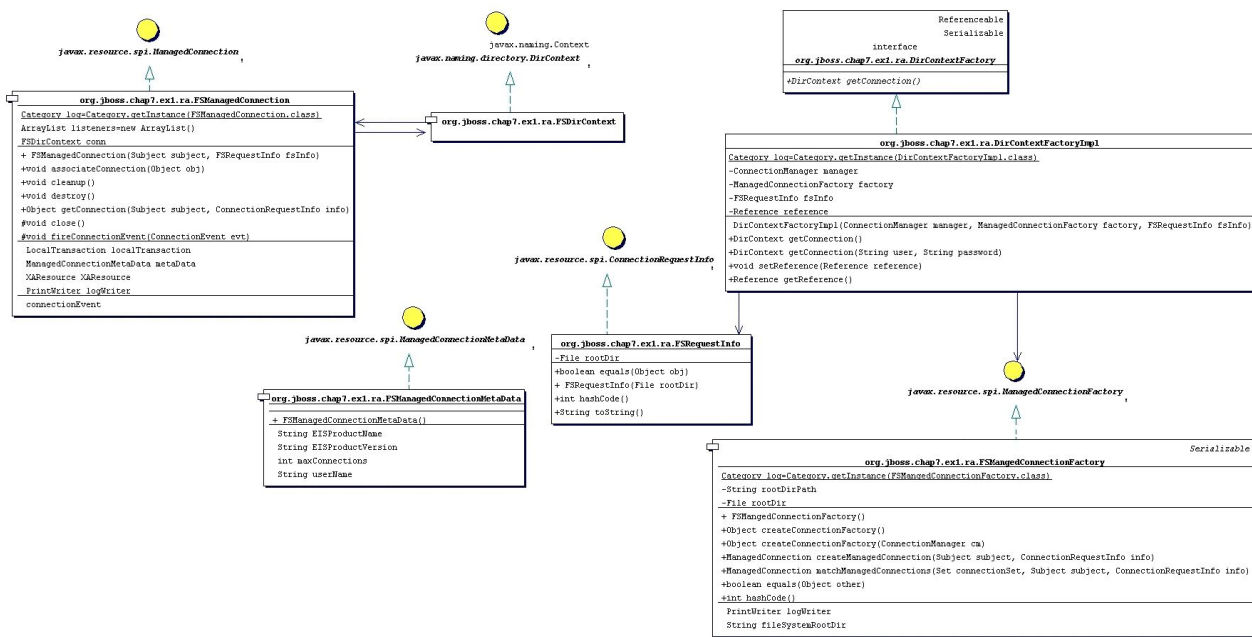 javax.resource.spi.ManagedConnection
,
org.jboss.chap7.ex1.ra.FSManagedConnection
Category log=Category.getInstance(FSManagedConnection.class)
ArrayList listeners=new ArrayList()
FSDirContext conn
+ FSManagedConnection(Subject subject, FSRequestInfo fsInfo)
+void associateConnection(Object obj)
+void cleanup()
+void destroy()
+Object getConnection(Subject subject, ConnectionRequestInfo info)
#void close()
#void fireConnectionEvent(ConnectionEvent evt)
LocalTransaction localTransaction
ManagedConnectionMetaData metaData
XAResource XAResource
PrintWriter logWriter
connectionEvent
javax.naming.Context
javax.naming.directory.DirContext
,
org.jboss.chap7.ex1.ra.FSDirContext
Referenceable
Serializable
interface
org.jboss.chap7.ex1.ra.DirContextFactory
+DirContext getConnection()
org.jboss.chap7.ex1.ra.DirContextFactoryImpl
Category log=Category.getInstance(DirContextFactoryImpl.class)
-ConnectionManager manager
-ManagedConnectionFactory factory
-FSRequestInfo fsInfo
-Reference reference
DirContextFactoryImpl(ConnectionManager manager, ManagedConnectionFactory factory, FSRequestInfo fsInfo)
+DirContext getConnection()
+DirContext getConnection(String user, String password)
+void setReference(Reference reference)
+Reference getReference()
javax.resource.spi.ConnectionRequestInfo
,
org.jboss.chap7.ex1.ra.FSRequestInfo
-File rootDir
+boolean equals(Object obj)
+ FSRequestInfo(File rootDir)
+int hashCode()
+String toString()
javax.resource.spi.ManagedConnectionMetaData
,
org.jboss.chap7.ex1.ra.FSManagedConnectionMetaData
+ FSManagedConnectionMetaData()
String EISProductName
String EISProductVersion
int maxConnections
String userName
javax.resource.spi.ManagedConnectionFactory
,
Serializable
org.jboss.chap7.ex1.ra.FSMangedConnectionFactory
Category log=Category.getInstance(FSMangedConnectionFactory.class)
-String rootDirPath
-File rootDir
+ FSMangedConnectionFactory()
+Object createConnectionFactory()
+Object createConnectionFactory(ConnectionManager cm)
+ManagedConnection createManagedConnection(Subject subject, ConnectionRequestInfo info)
+ManagedConnection matchManagedConnections(Set connectionSet, Subject subject, ConnectionRequestInfo info)
+boolean equals(Object other)
+int hashCode()
PrintWriter logWriter
String fileSystemRootDir